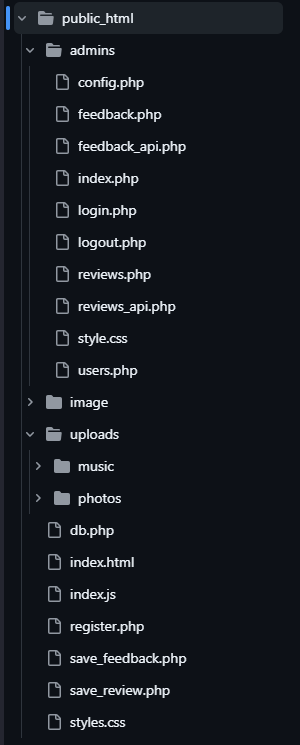 public_html
admins
config.php
feedback.php
feedback_api.php
index.php
login.php
logout.php
reviews.php
reviews_api.php
style.css
users.php
image
uploads
music
photos
db.php
index.html
index.js
register.php
save_feedback.php
save_review.php
styles.css